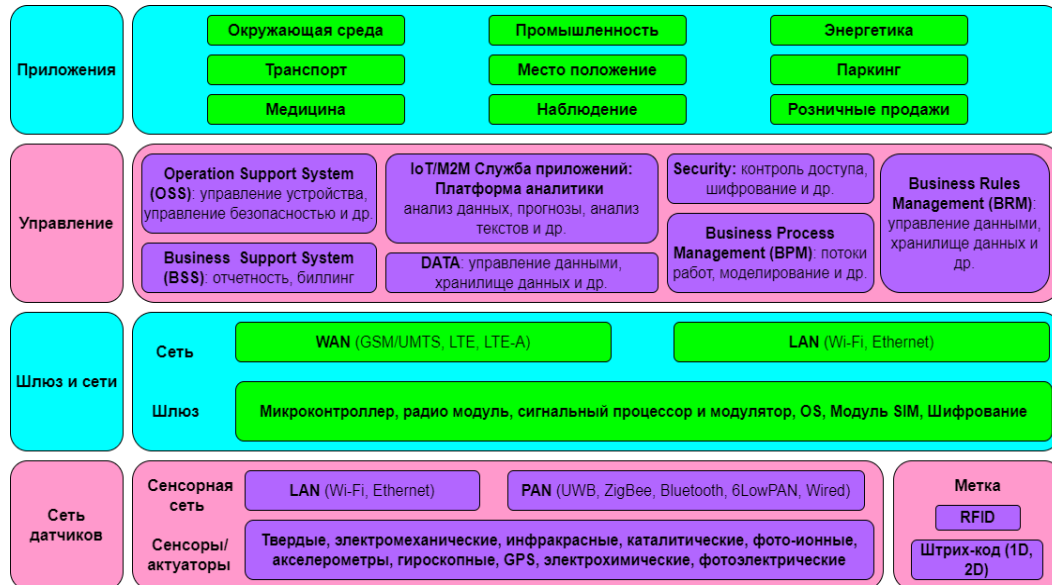 Приложения
Окружающая среда
Промышленность
Энергетика
Транспорт
Место положение
Паркинг
Медицина
Наблюдение
Розничные продажи
Управление
Operation Support System
(OSS): управление устройства,
управление безопасностью и др.
Business Support System
(BSS): отчетность, биллинг
IoT/M2M Служба приложений:
Платформа аналитики
анализ данных, прогнозы, анализ
текстов и др.
DATA: управление данными,
хранилище данных и др.
Security: контроль доступа,
шифрование и др.
Business Process
Management (BPM): потоки
работ, моделирование и др.
Business Rules
Management (BRM):
управление данными,
хранилище данных и
др.
Шлюз и сети
Сеть
WAN (GSM/UMTS, LTE, LTE-A)
LAN (Wi-Fi, Ethernet)
Шлюз
Микроконтроллер, радио модуль, сигнальный процессор и модулятор, OS, Модуль SIM, Шифрование
Сеть
датчиков
Сенсорная
сеть
LAN (Wi-Fi, Ethernet)
PAN (UWB, ZigBee, Bluetooth, 6LowPAN, Wired)
Сенсоры/
актуаторы
Твердые, электромеханические, инфракрасные, каталитические, фото-ионные,
акселерометры, гироскопные, GPS, электрохимические, фотоэлектрические
Метка
RFID
Штрих-код (1D,
2D)